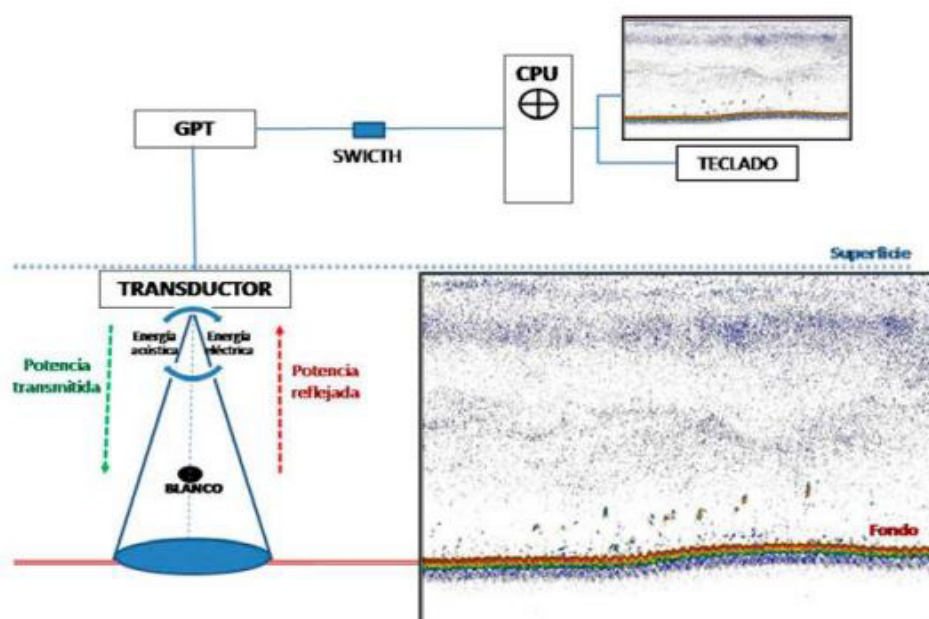 CPU
GPT
SWICTH
TECLADO
Superficie
TRANSDUCTOR
Energía
acústica
Energía
eléctrica
Potencia
transmitida
Potencia
reflejada
BLANCO
Fondo